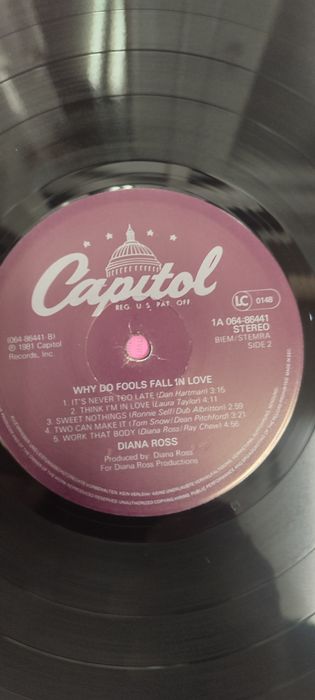 Capitol
REG. U.S. PAT. OFF
(064-86441 B)
℗ 1981 Capitol
Records, Inc
LC 0148
1A 064-86441
STEREO
BIEM/STEMRA
SIDE 2
WHY DO FOOLS FALL IN LOVE
1. IT'S NEVER TOO LATE (Dan Hartman) 3:15
2. THINK I'M IN LOVE (Laura Taylor) 4:11
3. SWEET NOTHINGS (Ronnie Self/Dub Albritton) 2:59
4. TWO CAN MAKE IT (Tom Snow/Dean Pitchford) 3:21
5. WORK THAT BODY (Diana Ross/Ray Chew)
DIANA ROSS
Produced by: Diana Ross
For Diana Ross Productions